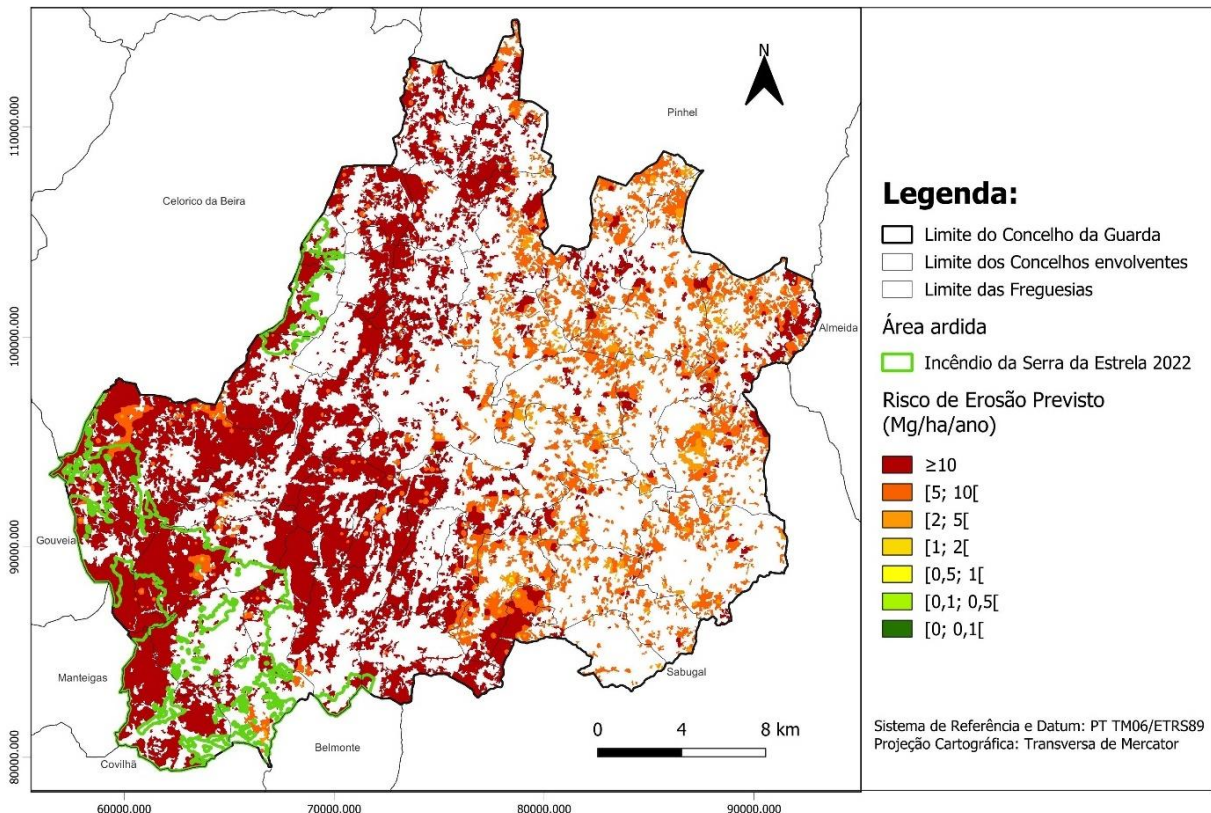 N
Pinhel
Celorico da Beira
Almeida
Gouveia
Manteigas
Sabugal
Belmonte
Covilhã
0 4 8 km
110000.000
100000.000
90000.000
80000.000
60000.000 70000.000 80000.000 90000.000
Legenda:
Limite do Concelho da Guarda
Limite dos Concelhos envolventes
Limite das Freguesias
Área ardida
Incêndio da Serra da Estrela 2022
Risco de Erosão Previsto
(Mg/ha/ano)
≥10
[5; 10[
[2; 5[
[1; 2[
[0,5; 1[
[0,1; 0,5[
[0; 0,1[
Sistema de Referência e Datum: PT TM06/ETRS89
Projeção Cartográfica: Transversa de Mercator